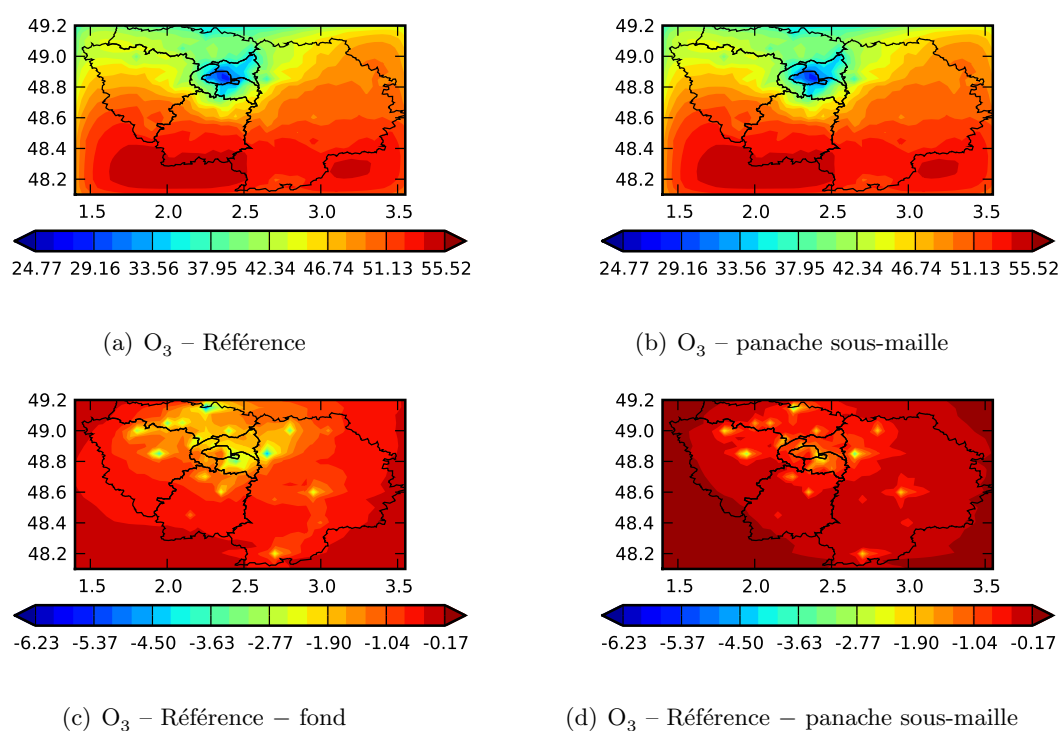 49.2
49.0
48.8
48.6
48.4
48.2
1.5 2.0 2.5 3.0 3.5
24.77 29.16 33.56 37.95 42.34 46.74 51.13 55.52
(a) O₃ – Référence
49.2
49.0
48.8
48.6
48.4
48.2
1.5 2.0 2.5 3.0 3.5
24.77 29.16 33.56 37.95 42.34 46.74 51.13 55.52
(b) O₃ – panache sous-maille
49.2
49.0
48.8
48.6
48.4
48.2
1.5 2.0 2.5 3.0 3.5
-6.23 -5.37 -4.50 -3.63 -2.77 -1.90 -1.04 -0.17
(c) O₃ – Référence − fond
49.2
49.0
48.8
48.6
48.4
48.2
1.5 2.0 2.5 3.0 3.5
-6.23 -5.37 -4.50 -3.63 -2.77 -1.90 -1.04 -0.17
(d) O₃ – Référence − panache sous-maille